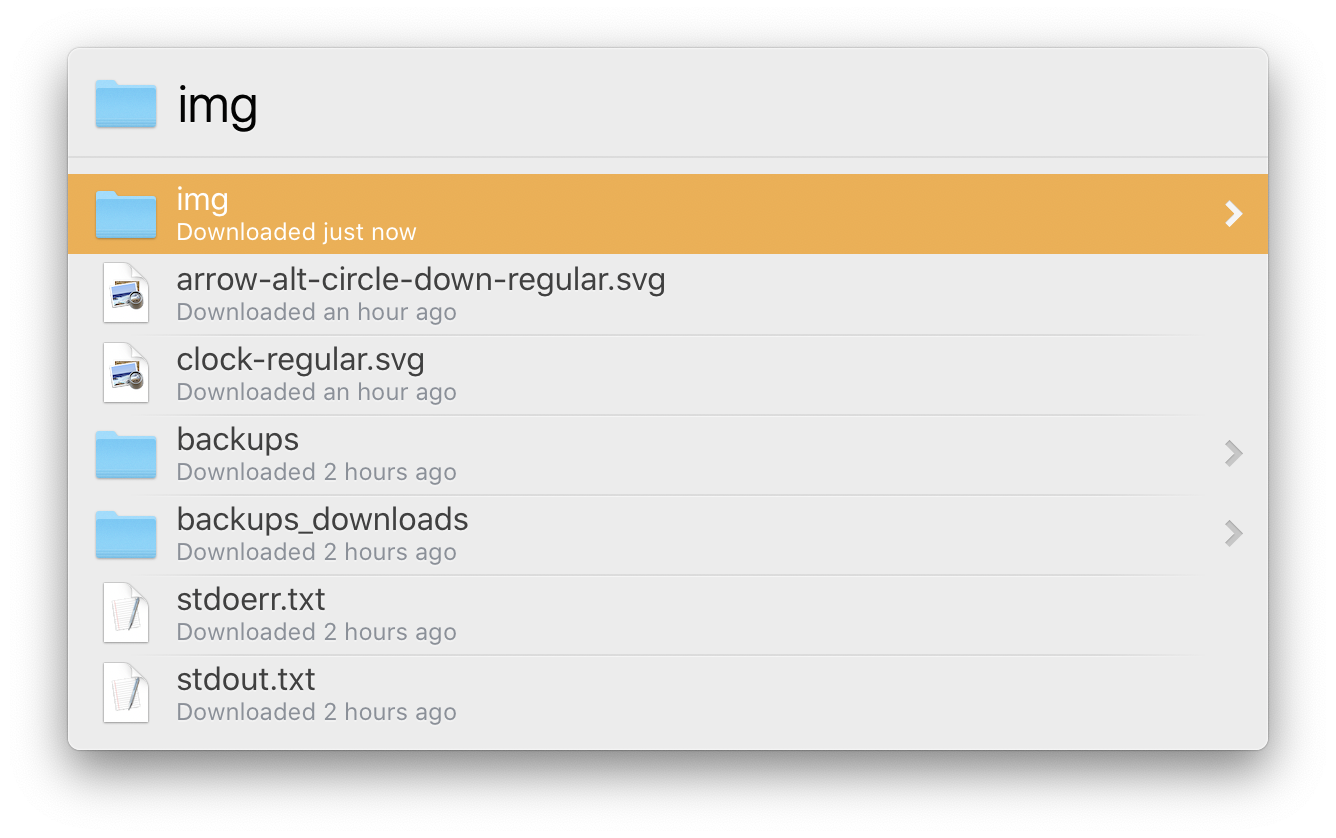 img
img
Downloaded just now
arrow-alt-circle-down-regular.svg
Downloaded an hour ago
clock-regular.svg
Downloaded an hour ago
backups
Downloaded 2 hours ago
backups_downloads
Downloaded 2 hours ago
stdoerr.txt
Downloaded 2 hours ago
stdout.txt
Downloaded 2 hours ago